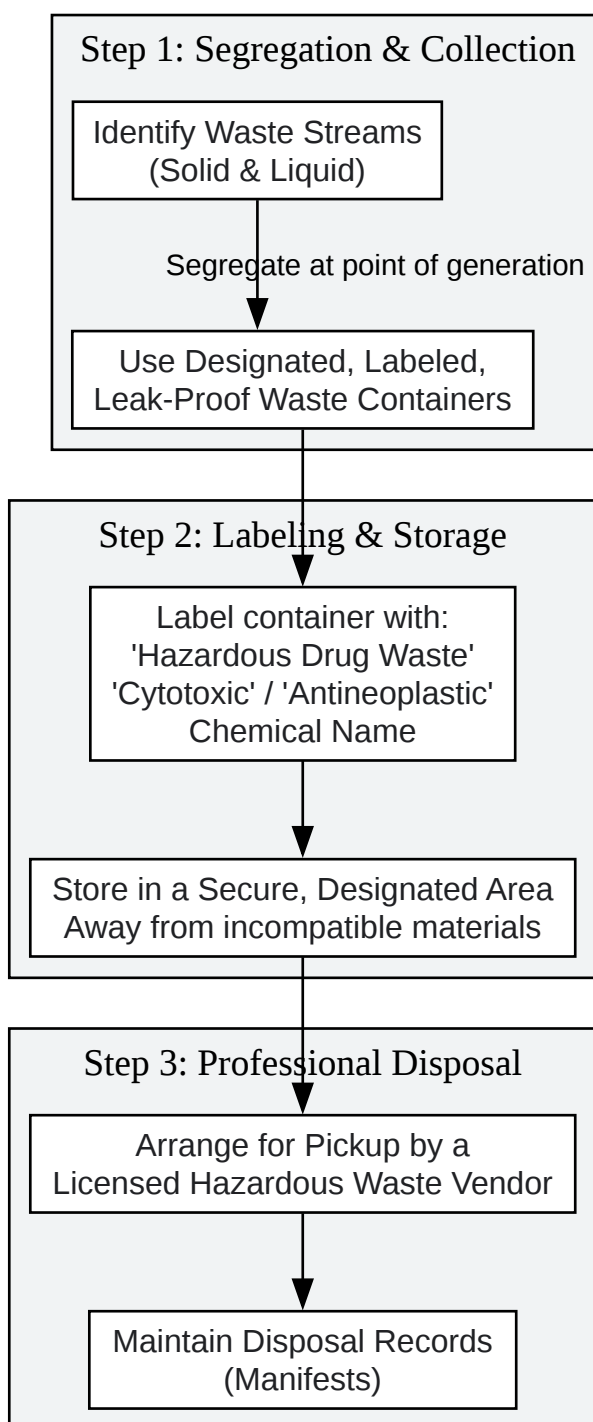 Step 1: Segregation & Collection
Identify Waste Streams
(Solid & Liquid)
Segregate at point of generation
Use Designated, Labeled,
Leak-Proof Waste Containers
Step 2: Labeling & Storage
Label container with:
'Hazardous Drug Waste'
'Cytotoxic' / 'Antineoplastic'
Chemical Name
Store in a Secure, Designated Area
Away from incompatible materials
Step 3: Professional Disposal
Arrange for Pickup by a
Licensed Hazardous Waste Vendor
Maintain Disposal Records
(Manifests)